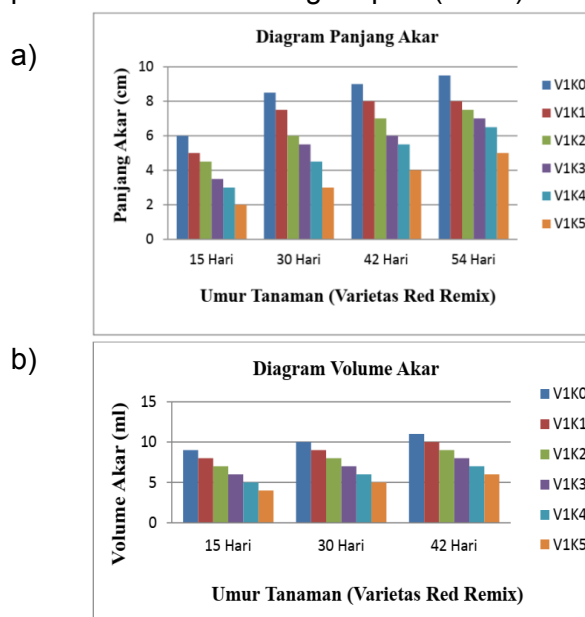 a)
Diagram Panjang Akar
Panjang Akar (cm)
10
8
6
4
2
0
15 Hari 30 Hari 42 Hari 54 Hari
Umur Tanaman (Varietas Red Remix)
V1K0
V1K1
V1K2
V1K3
V1K4
V1K5
b)
Diagram Volume Akar
Volume Akar (ml)
15
10
5
0
15 Hari 30 Hari 42 Hari
Umur Tanaman (Varietas Red Remix)
V1K0
V1K1
V1K2
V1K3
V1K4
V1K5